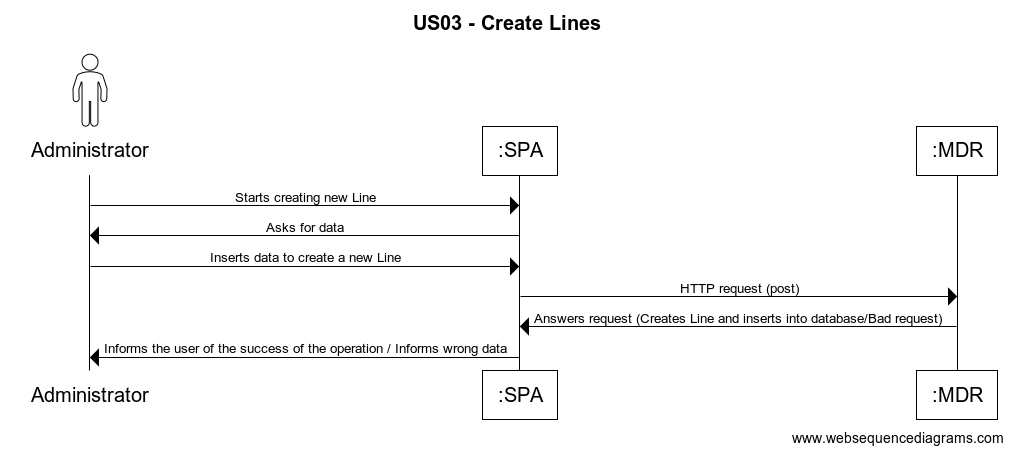 US03 - Create Lines
Administrator
:SPA
:MDR
Starts creating new Line
Asks for data
Inserts data to create a new Line
HTTP request (post)
Answers request (Creates Line and inserts into database/Bad request)
Informs the user of the success of the operation / Informs wrong data
Administrator
:SPA
:MDR
www.websequencediagrams.com